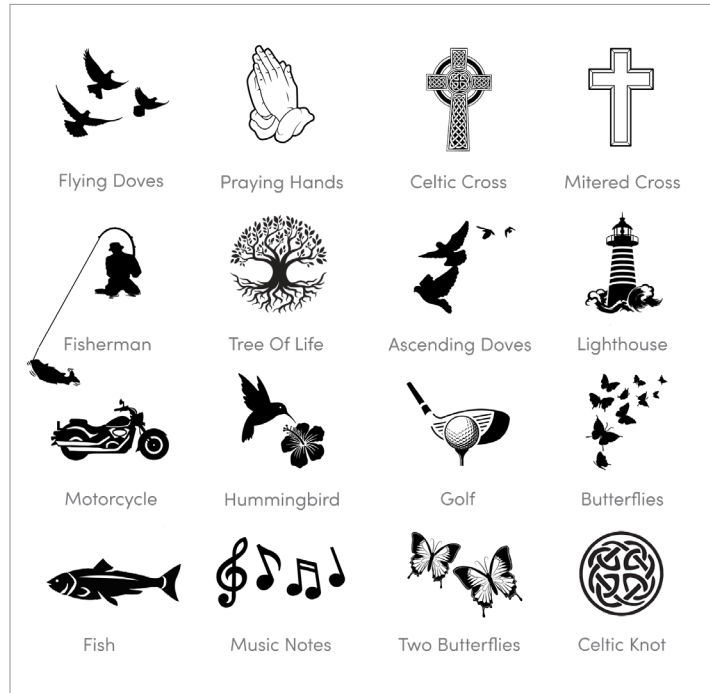 Flying Doves
Praying Hands
Celtic Cross
Mitered Cross
Fisherman
Tree Of Life
Ascending Doves
Lighthouse
Motorcycle
Hummingbird
Golf
Butterflies
Fish
Music Notes
Two Butterflies
Celtic Knot